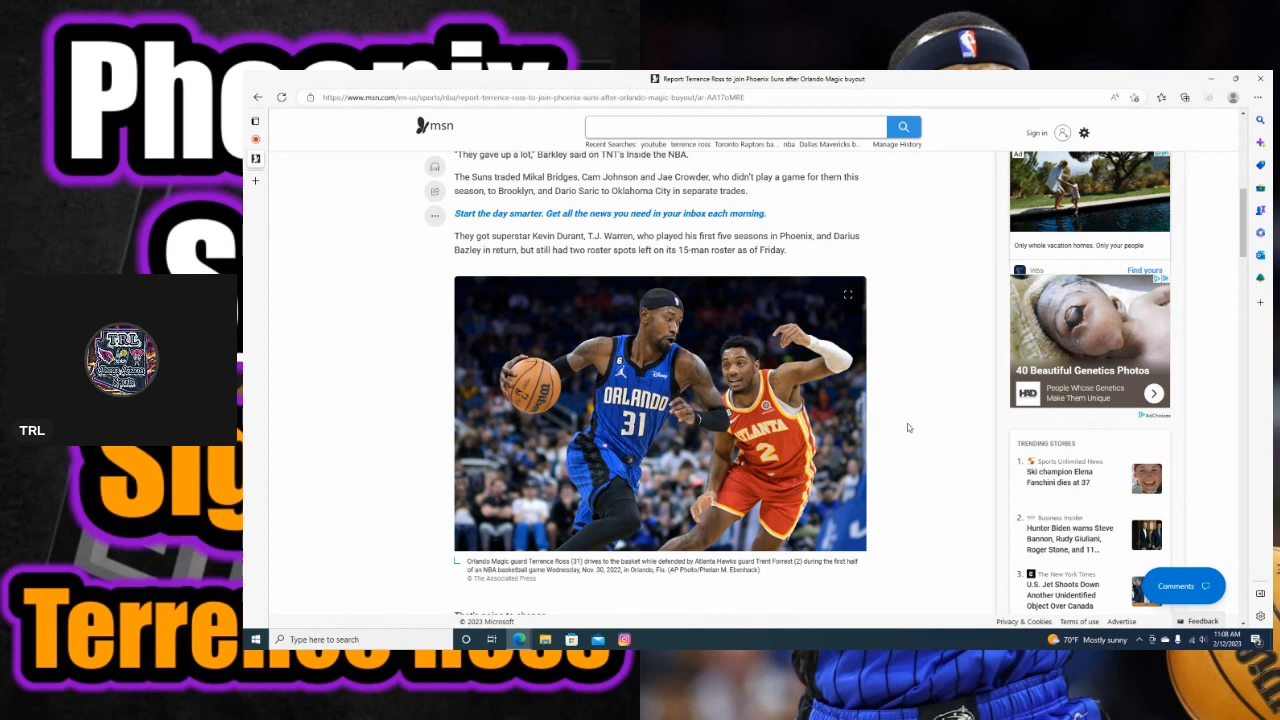 Phoenix
S
Sig
Terrence Ross
TRL
TRL
Report: Terrence Ross to join Phoenix Suns after Orlando Magic buyout
https://www.msn.com/en-us/sports/nba/report-terrence-ross-to-join-phoenix-suns-after-orlando-magic-buyout/ar-AA17oMRE
msn
Sign in
Recent Searches: youtube terrence ross Toronto Raptors ba... nba Dallas Mavericks b... Manage History
"They gave up a lot," Barkley said on TNT's Inside the NBA.
The Suns traded Mikal Bridges, Cam Johnson and Jae Crowder, who didn't play a game for them this
season, to Brooklyn, and Dario Saric to Oklahoma City in separate trades.
Start the day smarter. Get all the news you need in your inbox each morning.
They got superstar Kevin Durant, T.J. Warren, who played his first five seasons in Phoenix, and Darius
Bazley in return, but still had two roster spots left on its 15-man roster as of Friday.
6
Disney
ORLANDO
31
ATLANTA
2
Orlando Magic guard Terrence Ross (31) drives to the basket while defended by Atlanta Hawks guard Trent Forrest (2) during the first half
of an NBA basketball game Wednesday, Nov. 30, 2022, in Orlando, Fla. (AP Photo/Phelan M. Ebenhack)
© The Associated Press
That's going to change
Ad
Only whole vacation homes. Only your people
Vrbo
Find yours
40 Beautiful Genetics Photos
HAD
People Whose Genetics
Make Them Unique
AdChoices
TRENDING STORIES
1. Sports Unlimited News
Ski champion Elena
Fanchini dies at 37
2. Business Insider
Hunter Biden warns Steve
Bannon, Rudy Giuliani,
Roger Stone, and 11...
3. The New York Times
U.S. Jet Shoots Down
Another Unidentified
Object Over Canada
Comments
© 2023 Microsoft
Privacy & Cookies Terms of use Advertise
Feedback
Type here to search
70°F Mostly sunny
11:08 AM
2/12/2023